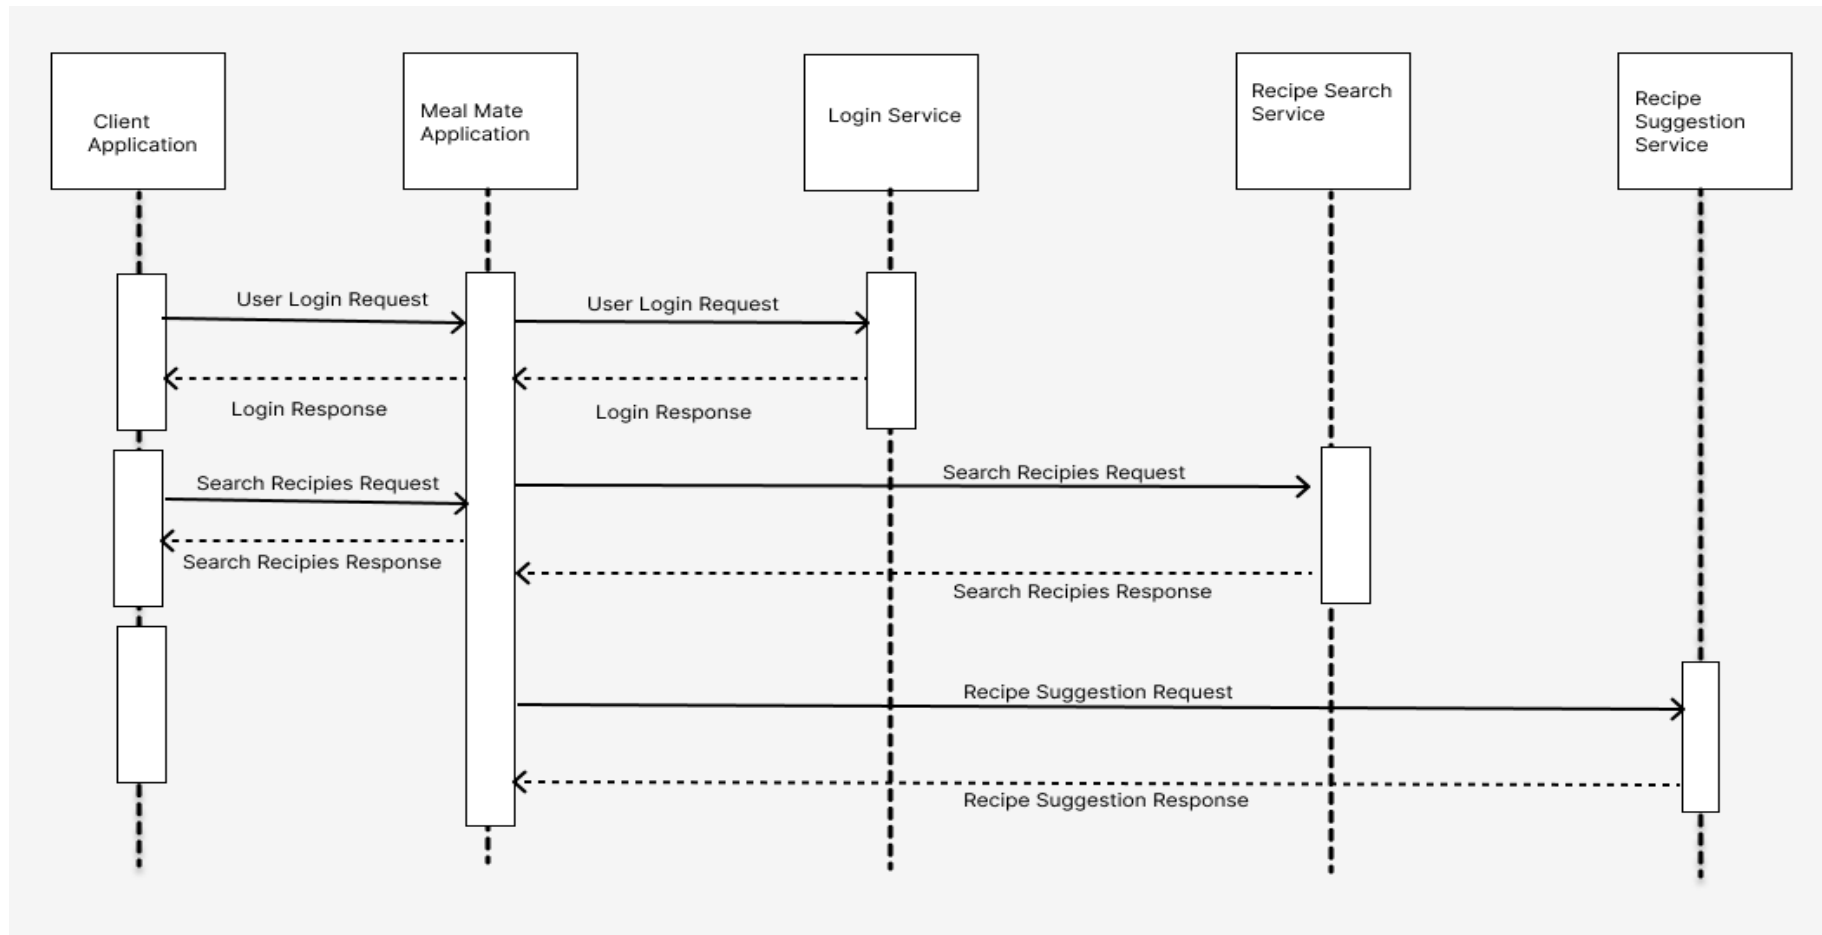 Client
Application
Meal Mate
Application
Login Service
Recipe Search
Service
Recipe
Suggestion
Service
User Login Request
User Login Request
Login Response
Login Response
Search Recipies Request
Search Recipies Request
Search Recipies Response
Search Recipies Response
Recipe Suggestion Request
Recipe Suggestion Response